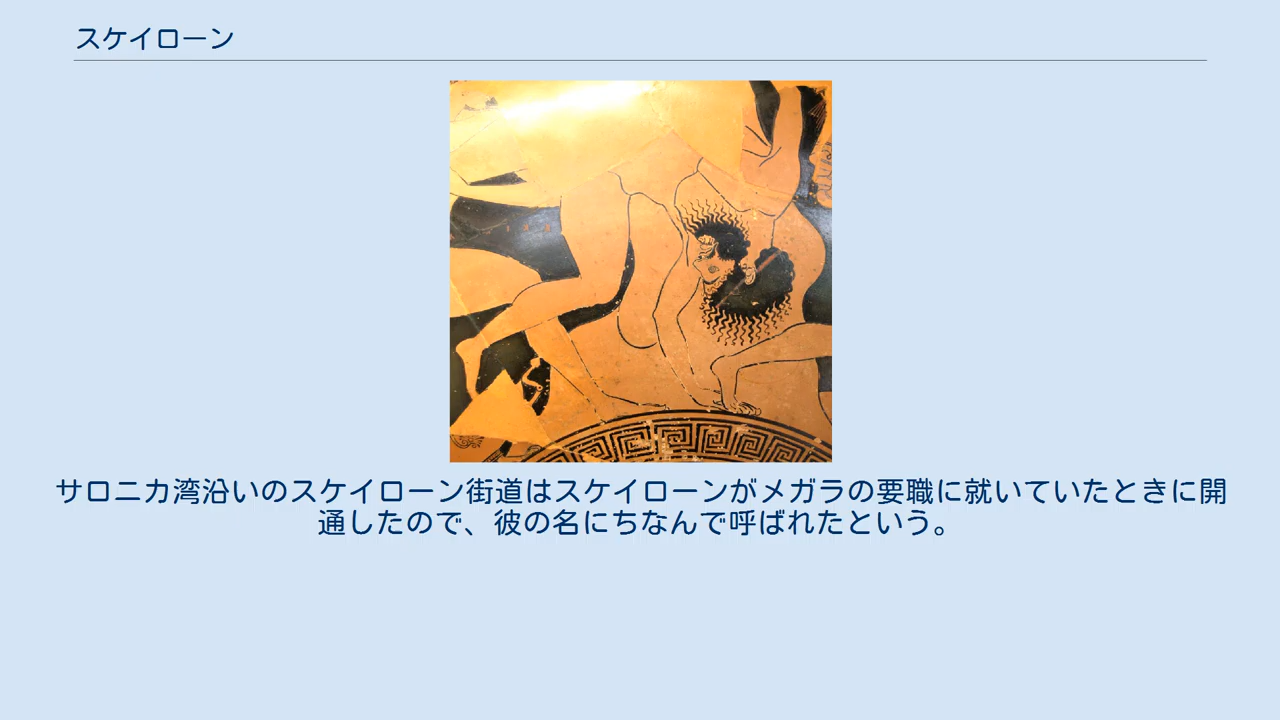 スケイローン
サロニカ湾沿いのスケイローン街道はスケイローンがメガラの要職に就いていたときに開
通したので、彼の名にちなんで呼ばれたという。